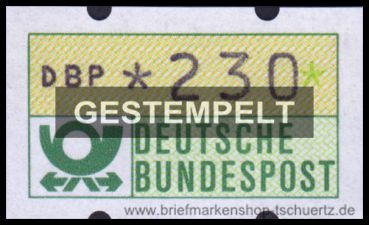 DBP *230*
GESTEMPELT
DEUTSCHE
BUNDESPOST
www.briefmarkenshop-tschuertz.de